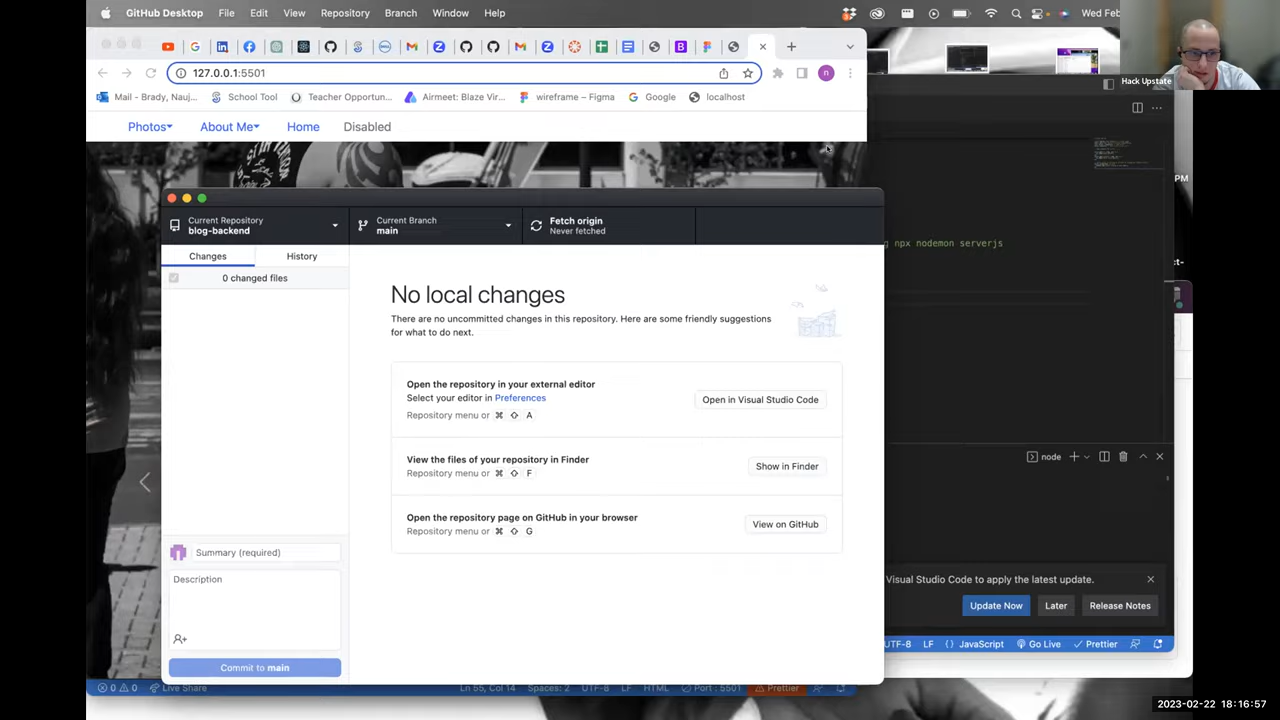 GitHub Desktop File Edit View Repository Branch Window Help Wed Feb
127.0.0.1:5501
n
Mail - Brady, Nauj... School Tool Teacher Opportun... Airmeet: Blaze Vir... wireframe – Figma Google localhost
Photos About Me Home Disabled
Hack Upstate
PM
Current Repository
blog-backend
Current Branch
main
Fetch origin
Never fetched
npx nodemon serverjs
Changes History
0 changed files
No local changes
There are no uncommitted changes in this repository. Here are some friendly suggestions
for what to do next.
Open the repository in your external editor
Select your editor in Preferences
Repository menu or ⌘ ⇧ A
Open in Visual Studio Code
View the files of your repository in Finder
Repository menu or ⌘ ⇧ F
Show in Finder
Open the repository page on GitHub in your browser
Repository menu or ⌘ ⇧ G
View on GitHub
node
Summary (required)
Description
Commit to main
Visual Studio Code to apply the latest update.
Update Now Later Release Notes
UTF-8 LF {} JavaScript Go Live Prettier
0 0 Live Share Ln 55, Col 14 Spaces: 2 UTF-8 LF HTML Port : 5501 Prettier
2023-02-22 18:16:57